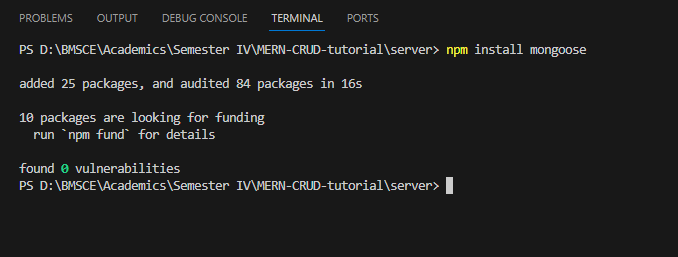 PROBLEMS OUTPUT DEBUG CONSOLE TERMINAL PORTS
PS D:\BMSCE\Academics\Semester IV\MERN-CRUD-tutorial\server> npm install mongoose
added 25 packages, and audited 84 packages in 16s
10 packages are looking for funding
  run `npm fund` for details
found 0 vulnerabilities
PS D:\BMSCE\Academics\Semester IV\MERN-CRUD-tutorial\server>